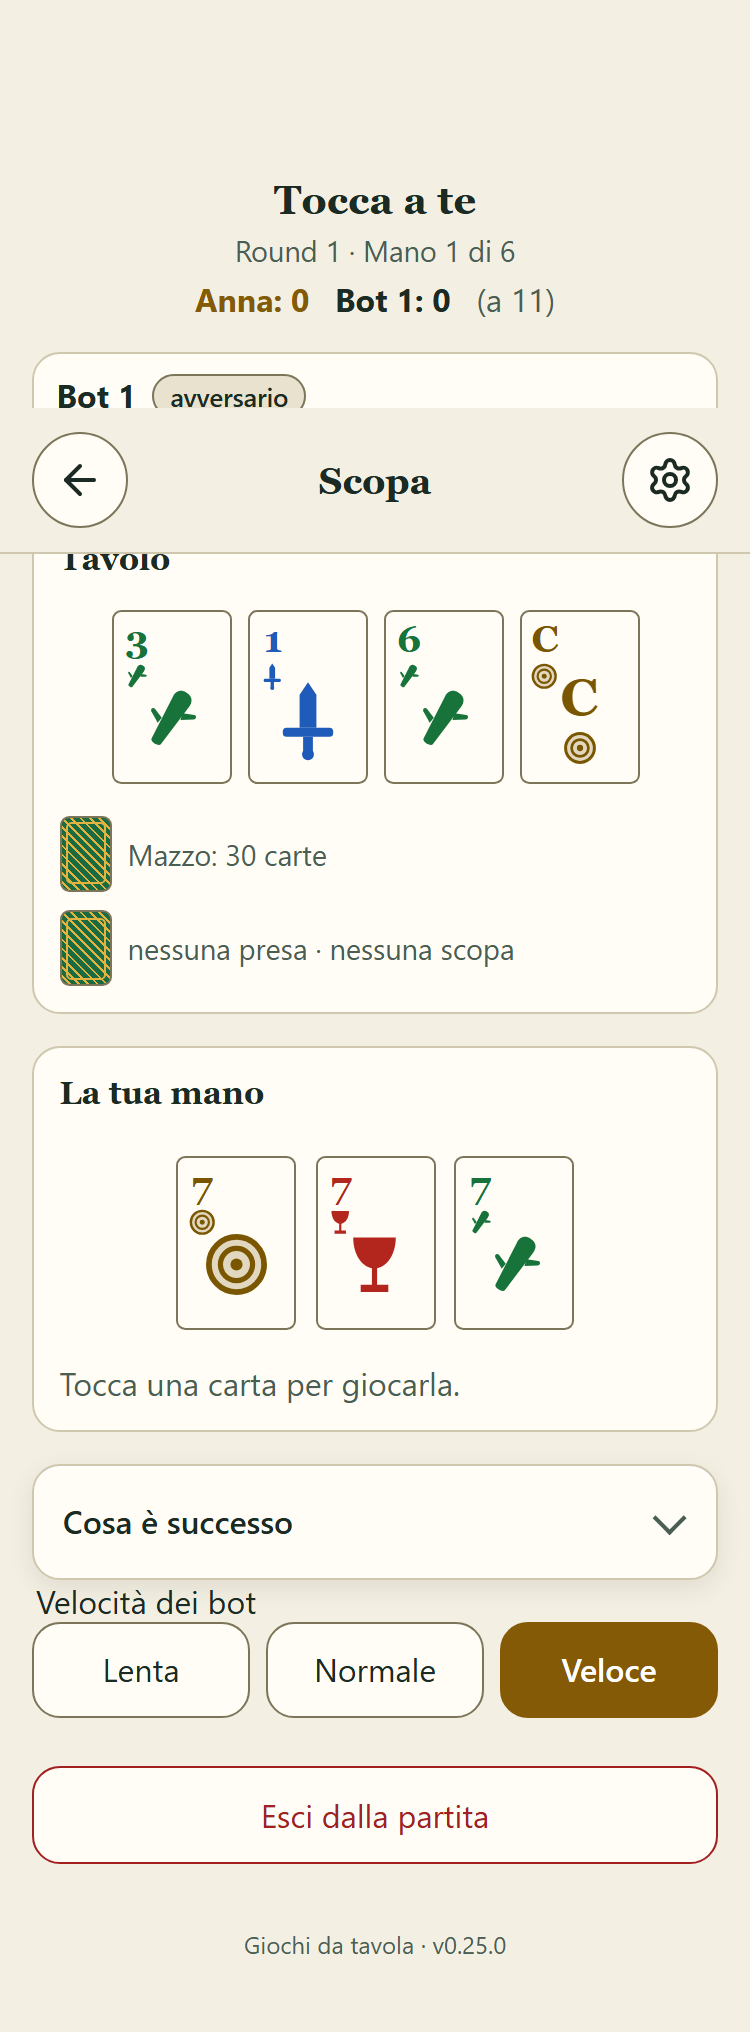 Tocca a te
Round 1 · Mano 1 di 6
Anna: 0 Bot 1: 0 (a 11)
Bot 1 avversario
Scopa
Tavolo
3 1 6 C
C
Mazzo: 30 carte
nessuna presa · nessuna scopa
La tua mano
7 7 7
Tocca una carta per giocarla.
Cosa è successo
Velocità dei bot
Lenta Normale Veloce
Esci dalla partita
Giochi da tavola · v0.25.0